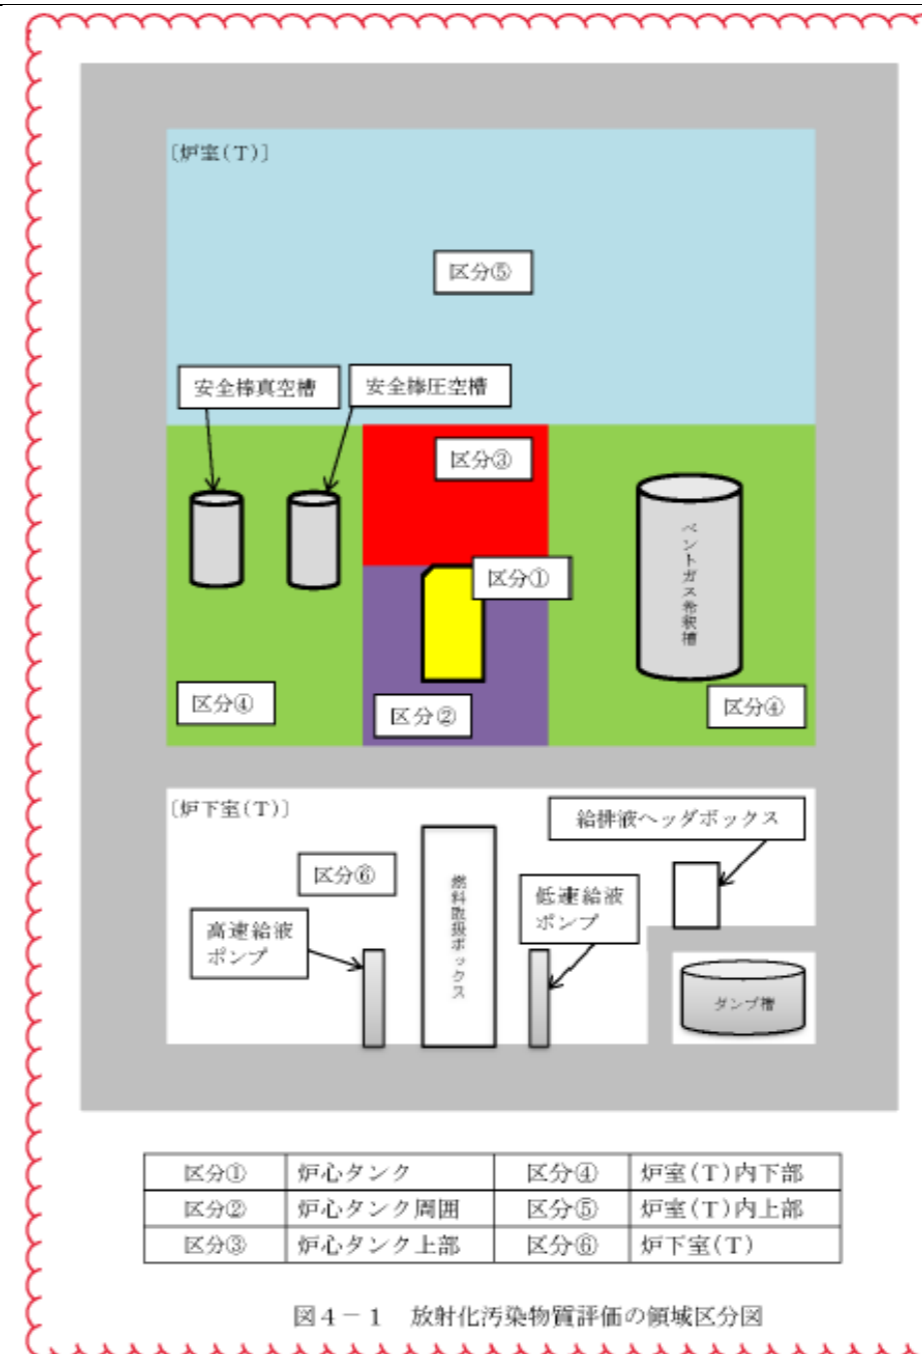 ［炉室(Ｔ)］
区分⑤
安全棒真空槽
安全棒圧空槽
区分③
区分①
ベントガス希釈槽
区分④
区分②
区分④
［炉下室(Ｔ)］
給排液ヘッダボックス
区分⑥
燃料取扱ボックス
低速給液
ポンプ
高速給液
ポンプ
ダンプ槽
区分① 炉心タンク 区分④ 炉室(Ｔ)内下部
区分② 炉心タンク周囲 区分⑤ 炉室(Ｔ)内上部
区分③ 炉心タンク上部 区分⑥ 炉下室(Ｔ)
図４－１　放射化汚染物質評価の領域区分図